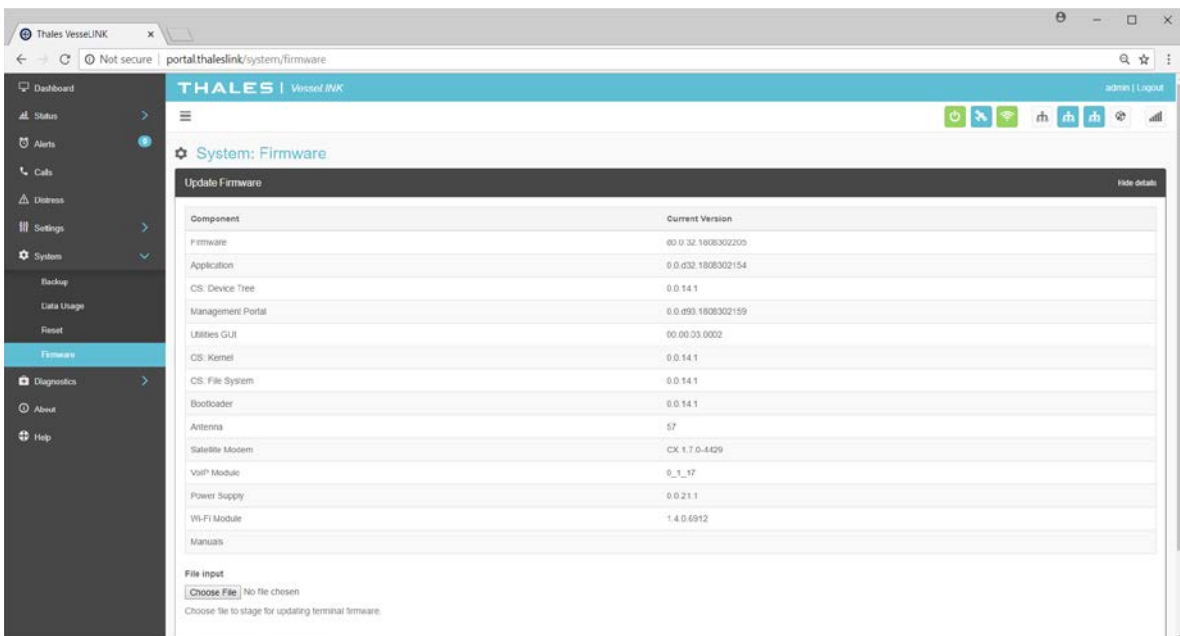 Thales VesseLINK
Not secure | portal.thaleslink/system/firmware
Dashboard
Status
Alerts 0
Calls
Distress
Settings
System
Backup
Data Usage
Reset
Firmware
Diagnostics
About
Help
THALES | VesseLINK
admin | Logout
System: Firmware
Update Firmware Hide details
Component Current Version
Firmware
Application 0.0.d32.1808302154
CS: Device Tree 0.0.14.1
Management Portal 0.0.d93.1808302159
Utilities GUI 00.00.03.0002
CS: Kernel 0.0.14.1
CS: File System 0.0.14.1
Bootloader 0.0.14.1
Antenna 57
Satellite Modem CX 1.7.0-4429
VoIP Module 0_1_17
Power Supply 0.0.21.1
Wi-Fi Module 1.4.0.6912
Manuals
File input
Choose File No file chosen
Choose file to stage for updating terminal firmware.